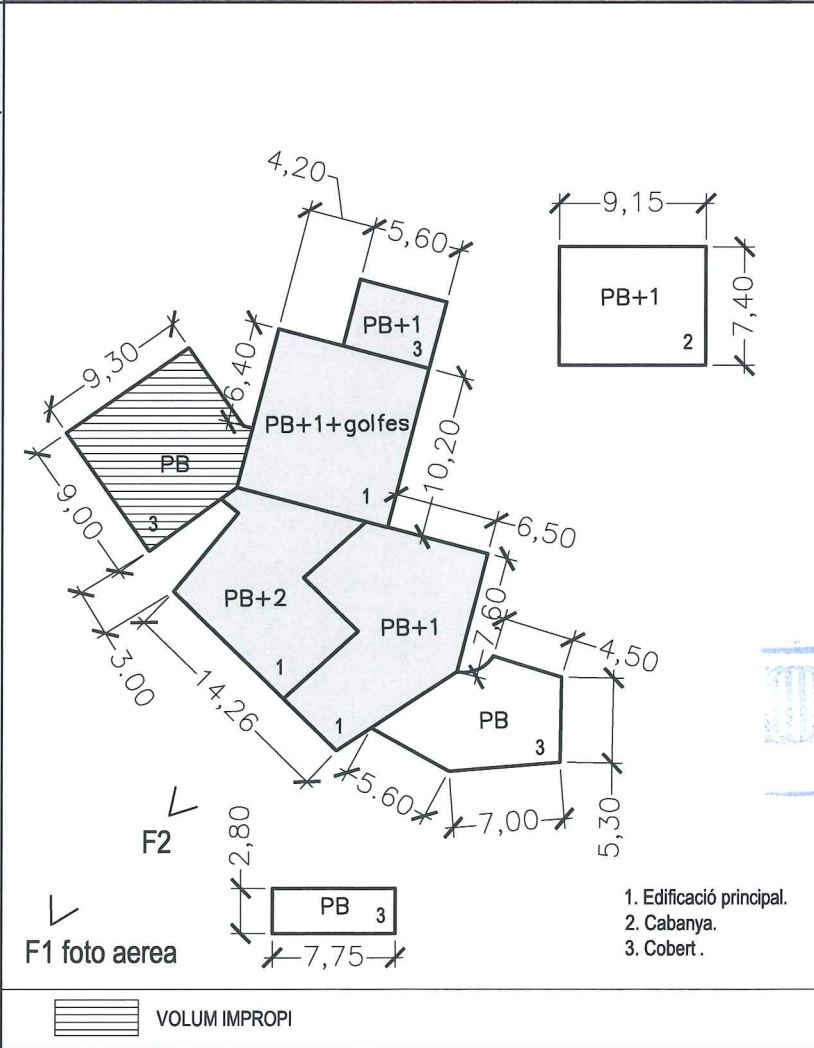 4,20
5,60
9,15
PB+1
3
PB+1
2
7,40
9,30
6,40
PB+1+golfes
1
10,20
PB
3
9,00
6,50
PB+2
1
PB+1
1
7,60
3.00
14,26
4,50
PB
3
5.60
7,00
5,30
F2
2,80
PB 3
7,75
F1 foto aerea
1. Edificació principal.
2. Cabanya.
3. Cobert .
VOLUM IMPROPI